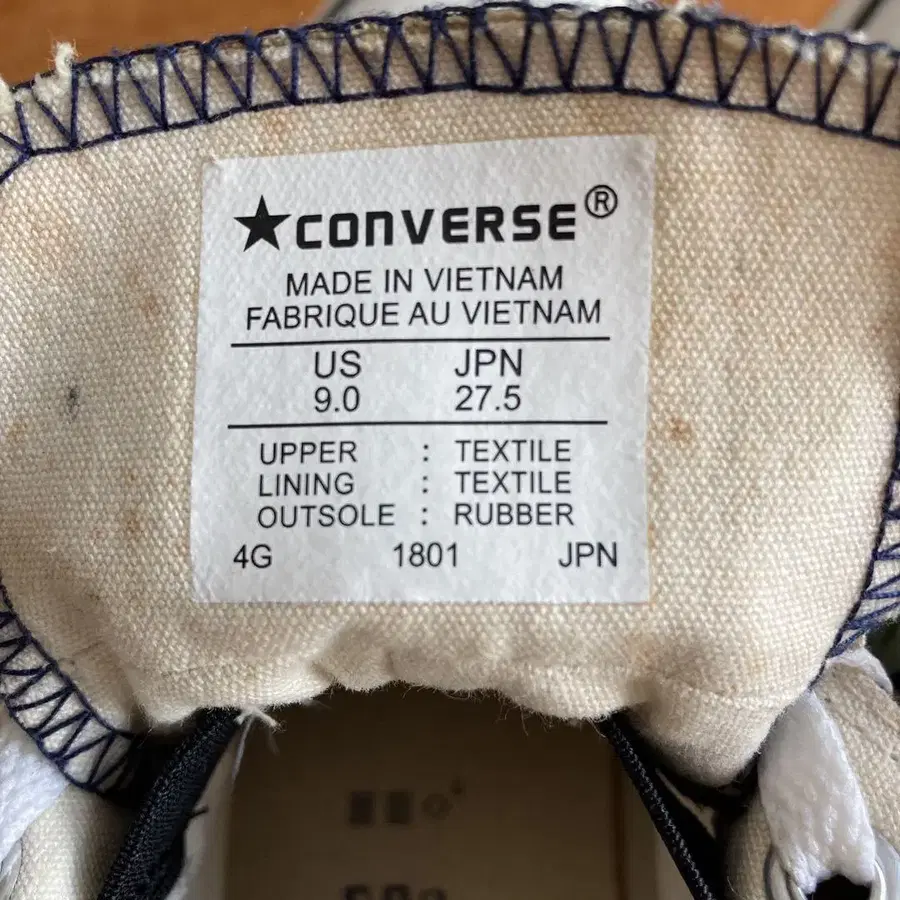 ★CONVERSE®
MADE IN VIETNAM
FABRIQUE AU VIETNAM
US JPN
9.0 27.5
UPPER : TEXTILE
LINING : TEXTILE
OUTSOLE : RUBBER
4G 1801 JPN